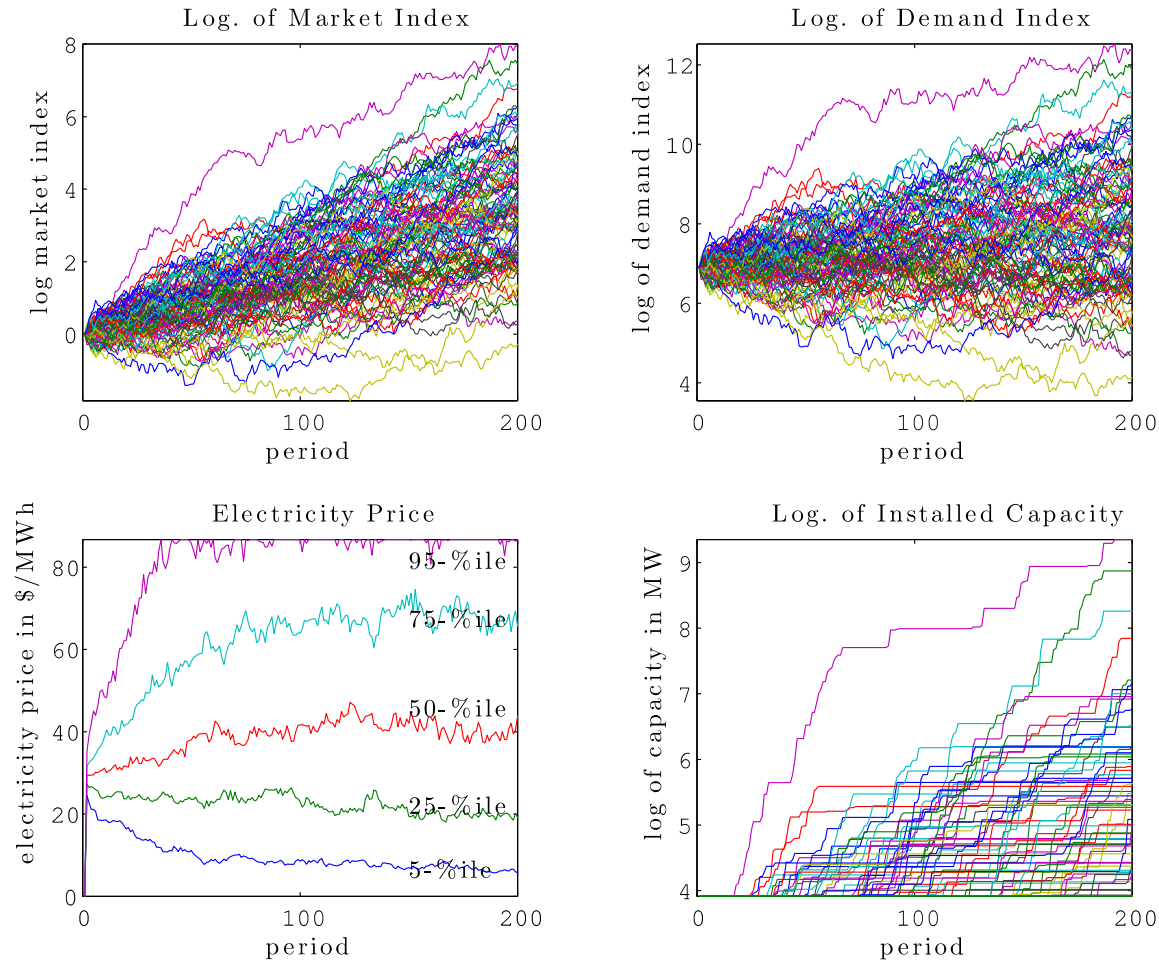 Log. of Market Index
log market index
8
6
4
2
0
0
100
200
period
Log. of Demand Index
log of demand index
12
10
8
6
4
0
100
200
period
Electricity Price
electricity price in $/MWh
80
60
40
20
0
95-%ile
75-%ile
50-%ile
25-%ile
5-%ile
0
100
200
period
Log. of Installed Capacity
log of capacity in MW
9
8
7
6
5
4
0
100
200
period